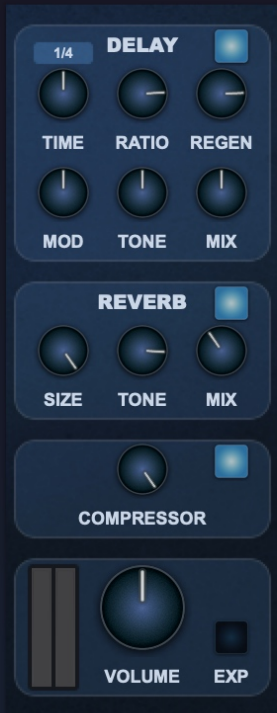 DELAY
1/4
TIME RATIO REGEN
MOD TONE MIX
REVERB
SIZE TONE MIX
COMPRESSOR
VOLUME EXP